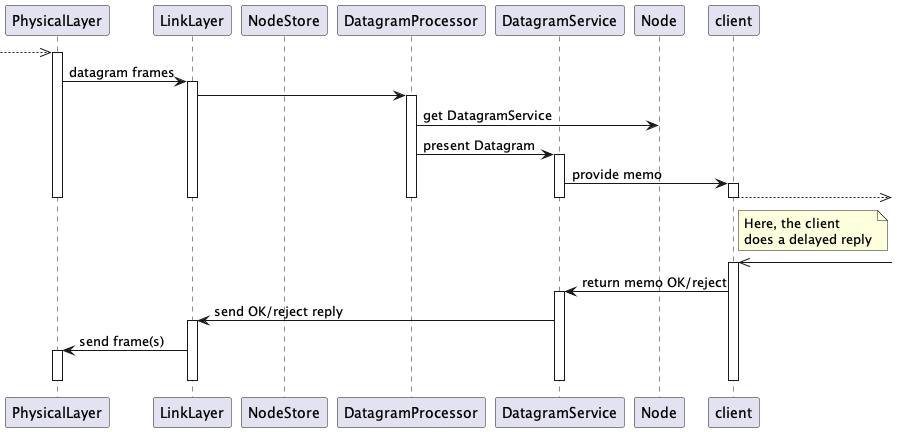 PhysicalLayer LinkLayer NodeStore DatagramProcessor DatagramService Node client
datagram frames
get DatagramService
present Datagram
provide memo
Here, the client
does a delayed reply
return memo OK/reject
send OK/reject reply
send frame(s)
PhysicalLayer LinkLayer NodeStore DatagramProcessor DatagramService Node client